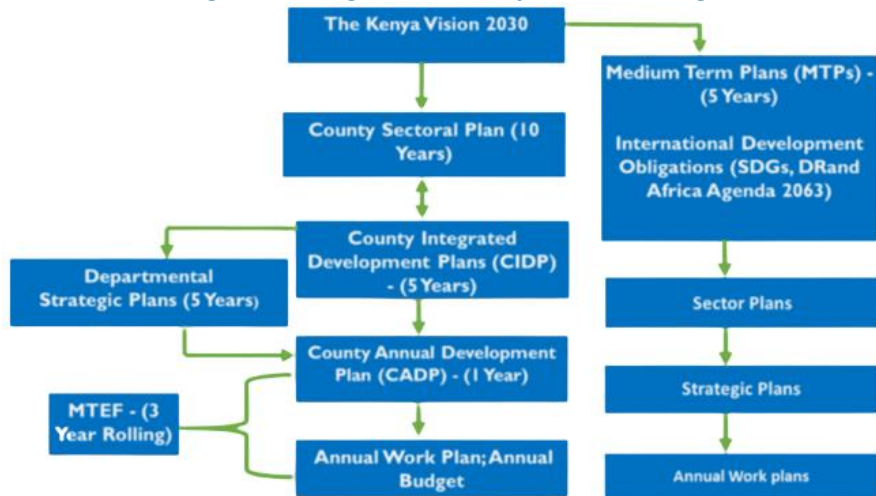 The Kenya Vision 2030
Medium Term Plans (MTPs) -
(5 Years)
International Development
Obligations (SDGs, DRand
Africa Agenda 2063)
County Sectoral Plan (10
Years)
County Integrated
Development Plans (CIDP)
- (5 Years)
Departmental
Strategic Plans (5 Years)
Sector Plans
County Annual Development
Plan (CADP) - (1 Year)
Strategic Plans
MTEF - (3
Year Rolling)
Annual Work Plan; Annual
Budget
Annual Work plans